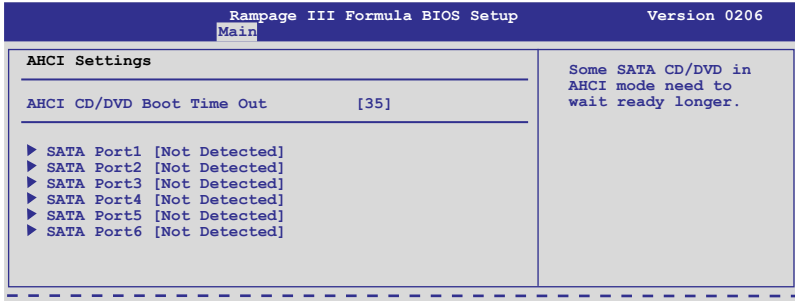 Rampage III Formula BIOS Setup Version 0206
Main
AHCI Settings
AHCI CD/DVD Boot Time Out [35]
SATA Port1 [Not Detected]
SATA Port2 [Not Detected]
SATA Port3 [Not Detected]
SATA Port4 [Not Detected]
SATA Port5 [Not Detected]
SATA Port6 [Not Detected]
Some SATA CD/DVD in
AHCI mode need to
wait ready longer.